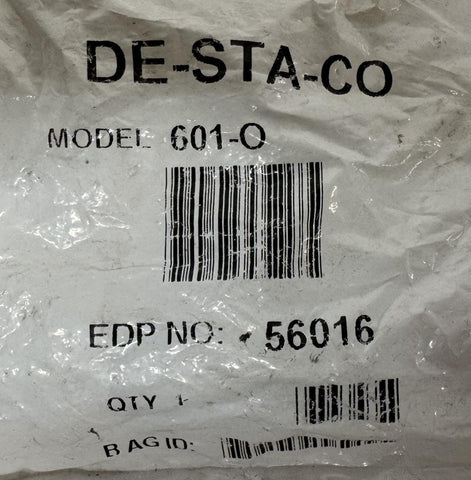 DE-STA-CO
MODEL 601-O
EDP NO: 56016
QTY 1
BAG ID: